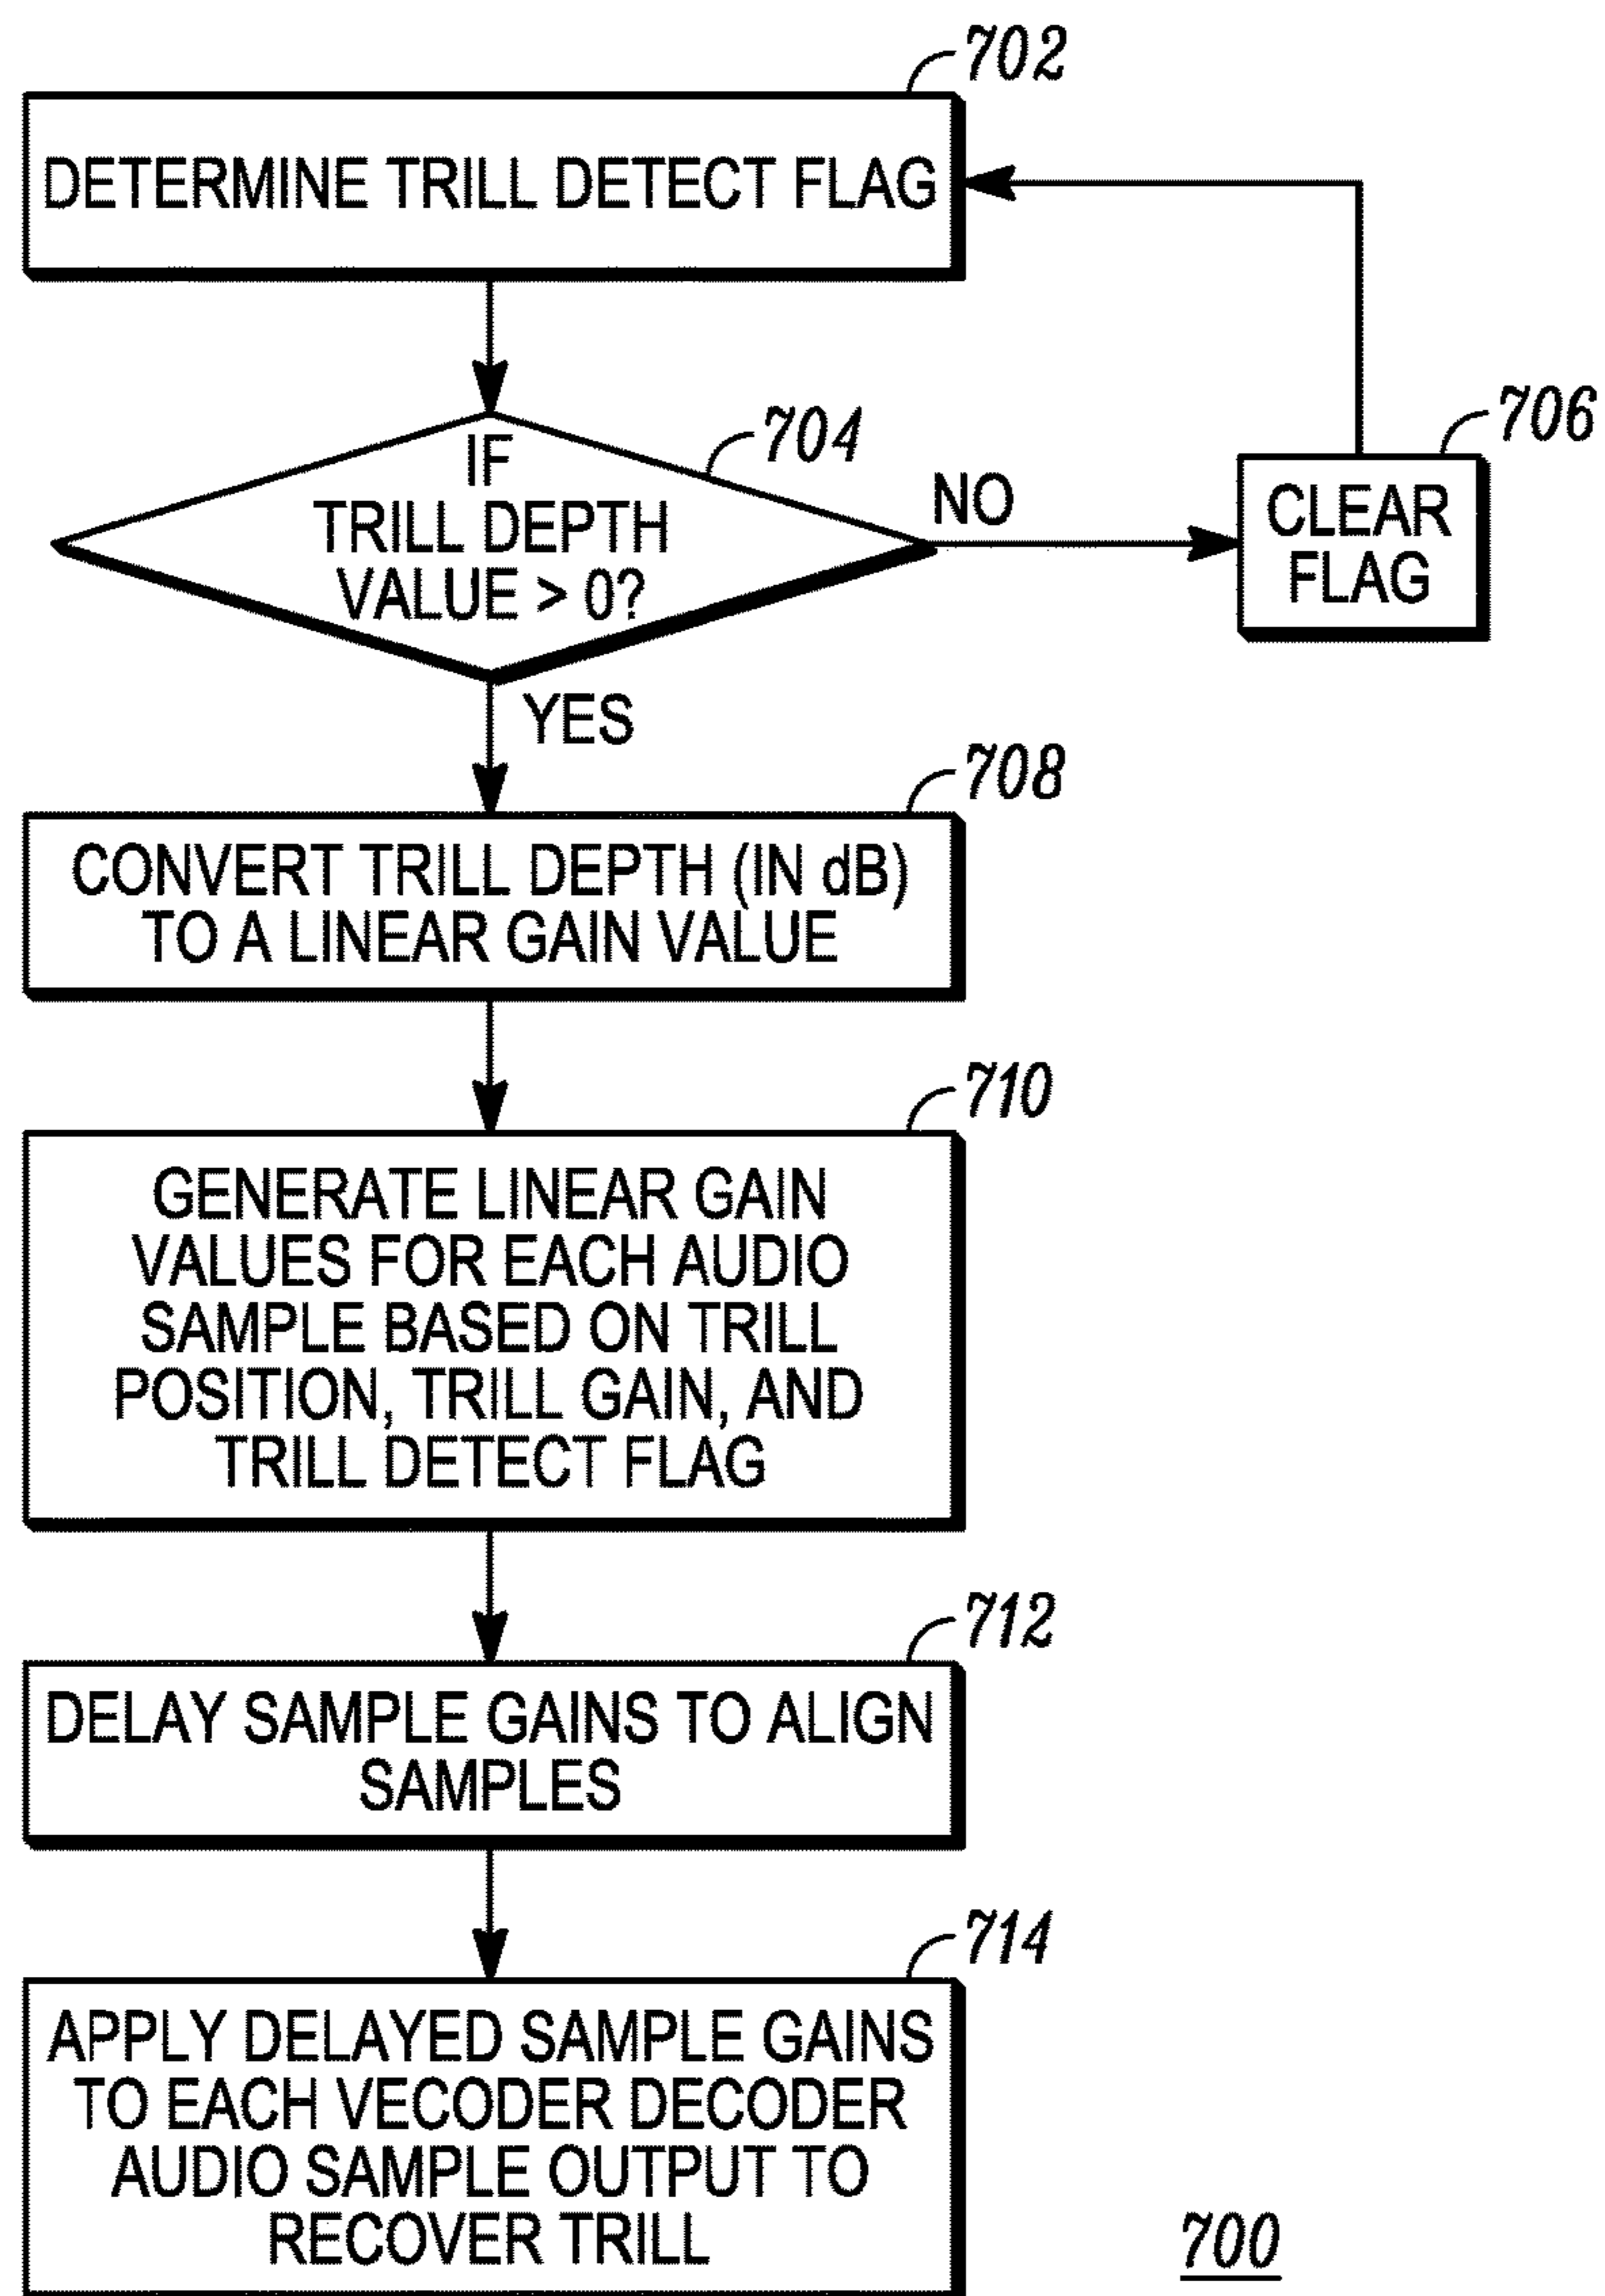 702
DETERMINE TRILL DETECT FLAG
704
IF
TRILL DEPTH
VALUE > 0?
NO
706
CLEAR
FLAG
YES
708
CONVERT TRILL DEPTH (IN dB)
TO A LINEAR GAIN VALUE
710
GENERATE LINEAR GAIN
VALUES FOR EACH AUDIO
SAMPLE BASED ON TRILL
POSITION, TRILL GAIN, AND
TRILL DETECT FLAG
712
DELAY SAMPLE GAINS TO ALIGN
SAMPLES
714
APPLY DELAYED SAMPLE GAINS
TO EACH VECODER DECODER
AUDIO SAMPLE OUTPUT TO
RECOVER TRILL
700